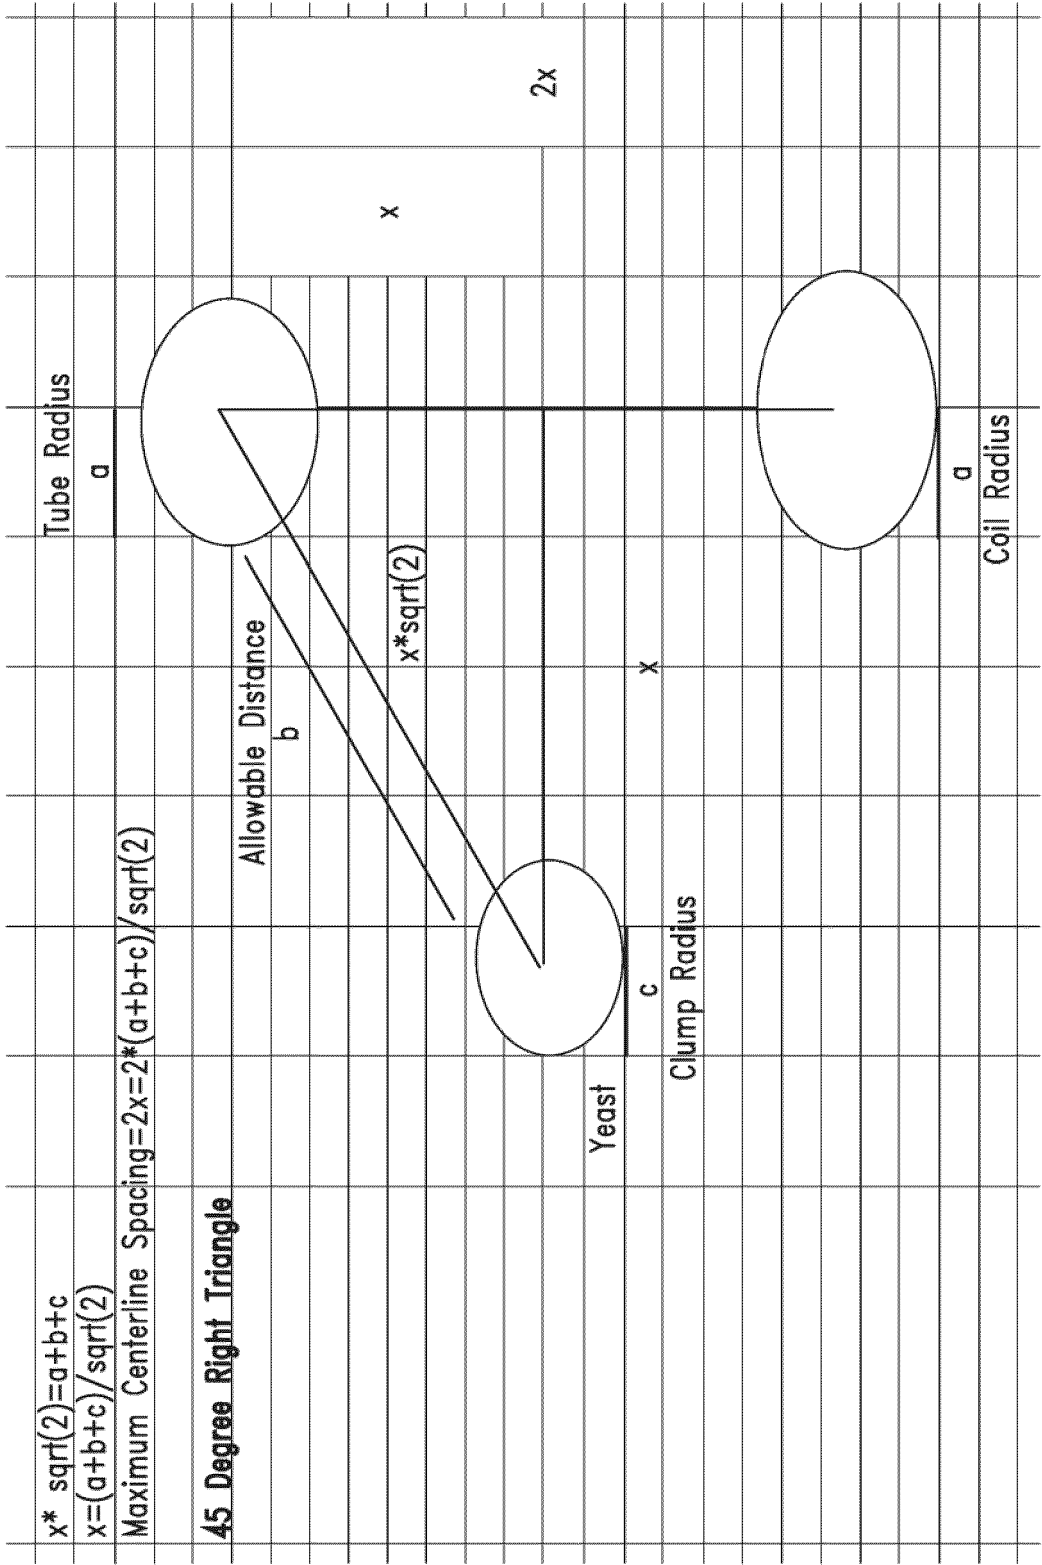 x* sqrt(2)=a+b+c
x=(a+b+c)/sqrt(2)
Maximum Centerline Spacing=2x=2*(a+b+c)/sqrt(2)
45 Degree Right Triangle
Tube Radius
a
Allowable Distance
b
x*sqrt(2)
x
2x
x
Yeast
c
Clump Radius
a
Coil Radius